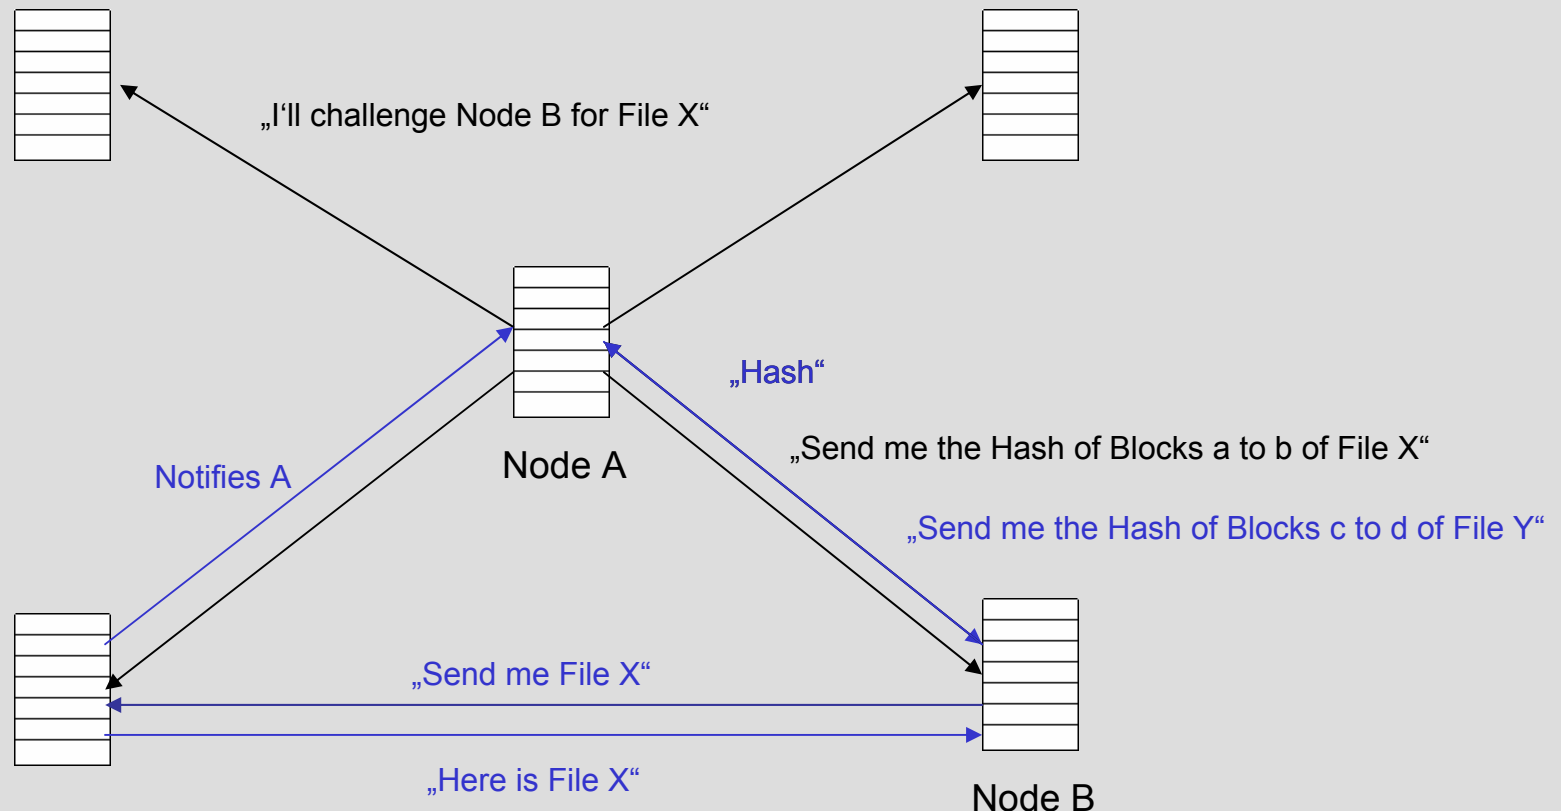 „I‘ll challenge Node B for File X“
„Hash“
„Send me the Hash of Blocks a to b of File X“
Node A
Notifies A
„Send me the Hash of Blocks c to d of File Y“
„Send me File X“
„Here is File X“
Node B